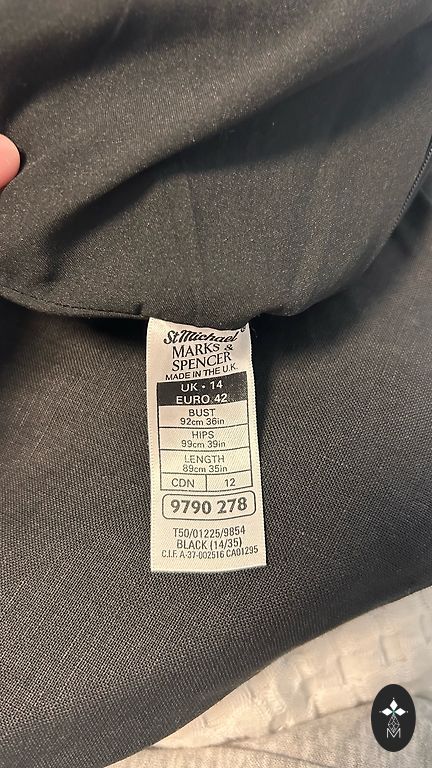 St Michael®
MARKS &
SPENCER
MADE IN THE U.K.
UK • 14
EURO 42
BUST
92cm 36in
HIPS
99cm 39in
LENGTH
89cm 35in
CDN 12
9790 278
T50/01225/9854
BLACK (14/35)
C.I.F. A-37-002516 CA01295
M